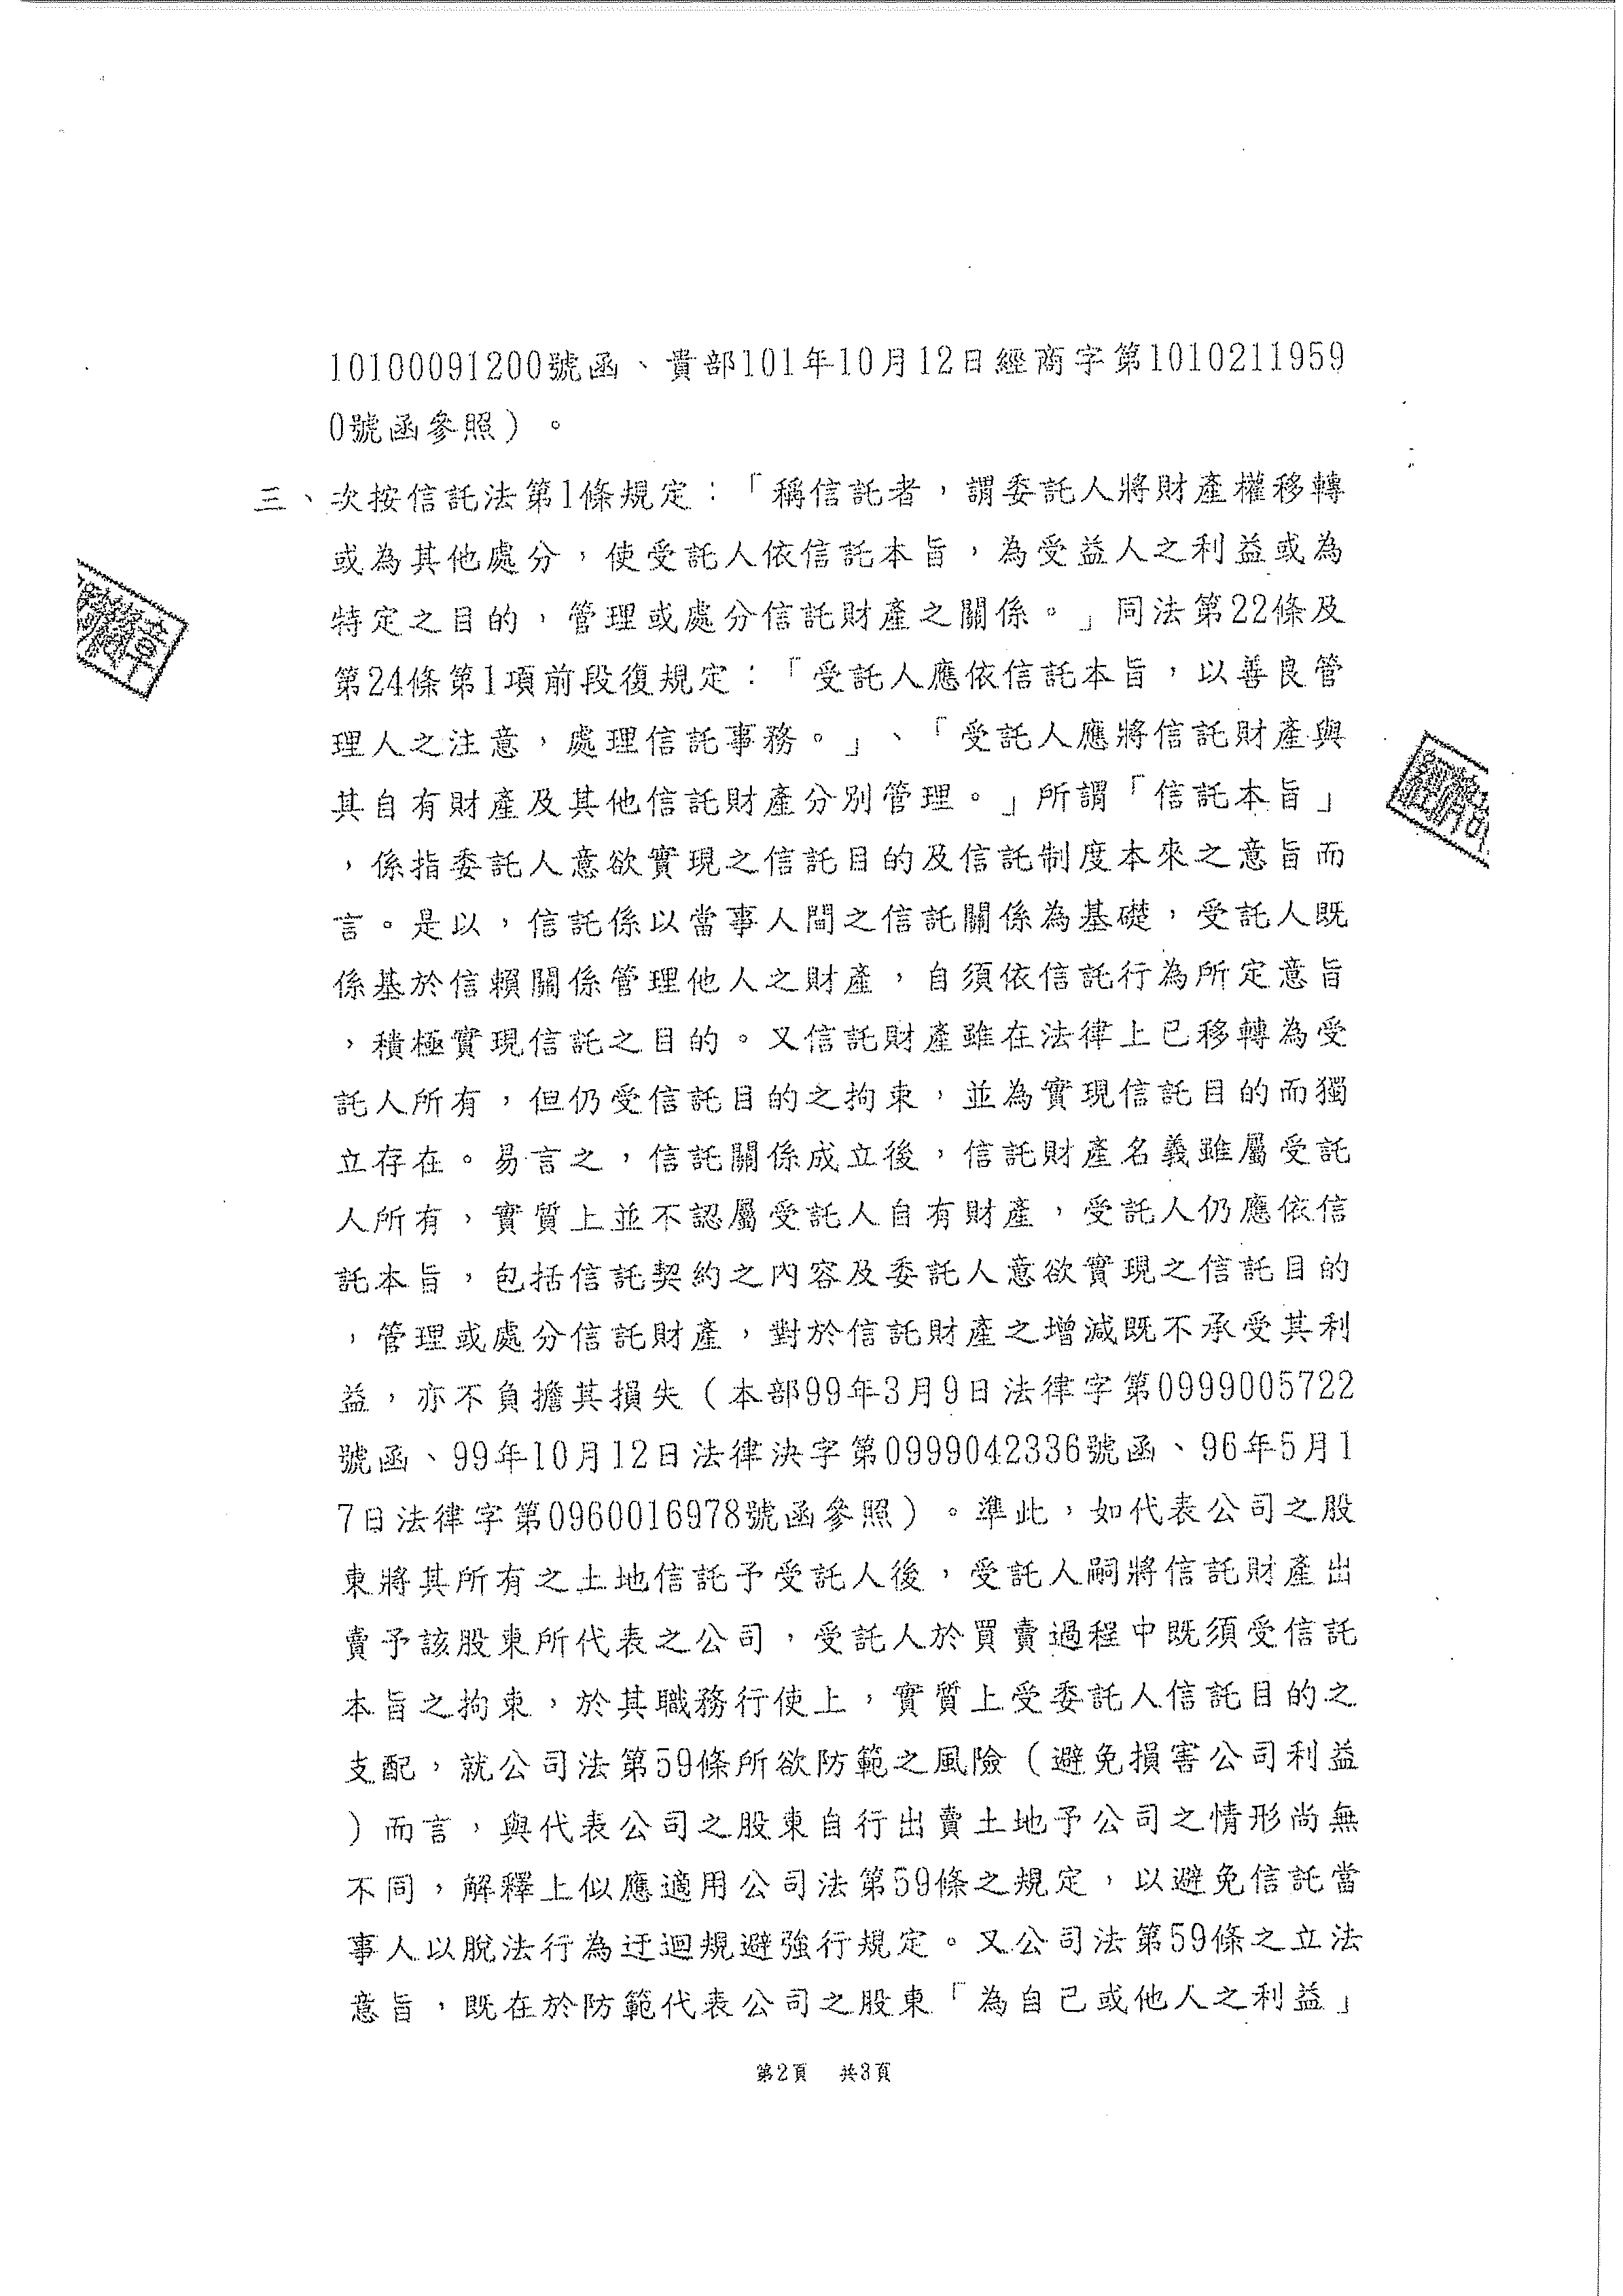 10100091200號函、貴部101年10月12日經商字第1010211959
0號函參照）。
三、次按信託法第1條規定：「稱信託者，謂委託人將財產權移轉
或為其他處分，使受託人依信託本旨，為受益人之利益或為
特定之目的，管理或處分信託財產之關係。」同法第22條及
第24條第1項前段復規定：「受託人應依信託本旨，以善良管
理人之注意，處理信託事務。」、「受託人應將信託財產與
其自有財產及其他信託財產分別管理。」所謂「信託本旨」
，係指委託人意欲實現之信託目的及信託制度本來之意旨而
言。是以，信託係以當事人間之信託關係為基礎，受託人既
係基於信賴關係管理他人之財產，自須依信託行為所定意旨
，積極實現信託之目的。又信託財產雖在法律上已移轉為受
託人所有，但仍受信託目的之拘束，並為實現信託目的而獨
立存在。易言之，信託關係成立後，信託財產名義雖屬受託
人所有，實質上並不認屬受託人自有財產，受託人仍應依信
託本旨，包括信託契約之內容及委託人意欲實現之信託目的
，管理或處分信託財產，對於信託財產之增減既不承受其利
益，亦不負擔其損失（本部99年3月9日法律字第0999005722
號函、99年10月12日法律決字第0999042336號函、96年5月1
7日法律字第0960016978號函參照）。準此，如代表公司之股
東將其所有之土地信託予受託人後，受託人嗣將信託財產出
賣予該股東所代表之公司，受託人於買賣過程中既須受信託
本旨之拘束，於其職務行使上，實質上受委託人信託目的之
支配，就公司法第59條所欲防範之風險（避免損害公司利益
）而言，與代表公司之股東自行出賣土地予公司之情形尚無
不同，解釋上似應適用公司法第59條之規定，以避免信託當
事人以脫法行為迂迴規避強行規定。又公司法第59條之立法
意旨，既在於防範代表公司之股東「為自己或他人之利益」
第2頁 共3頁
章